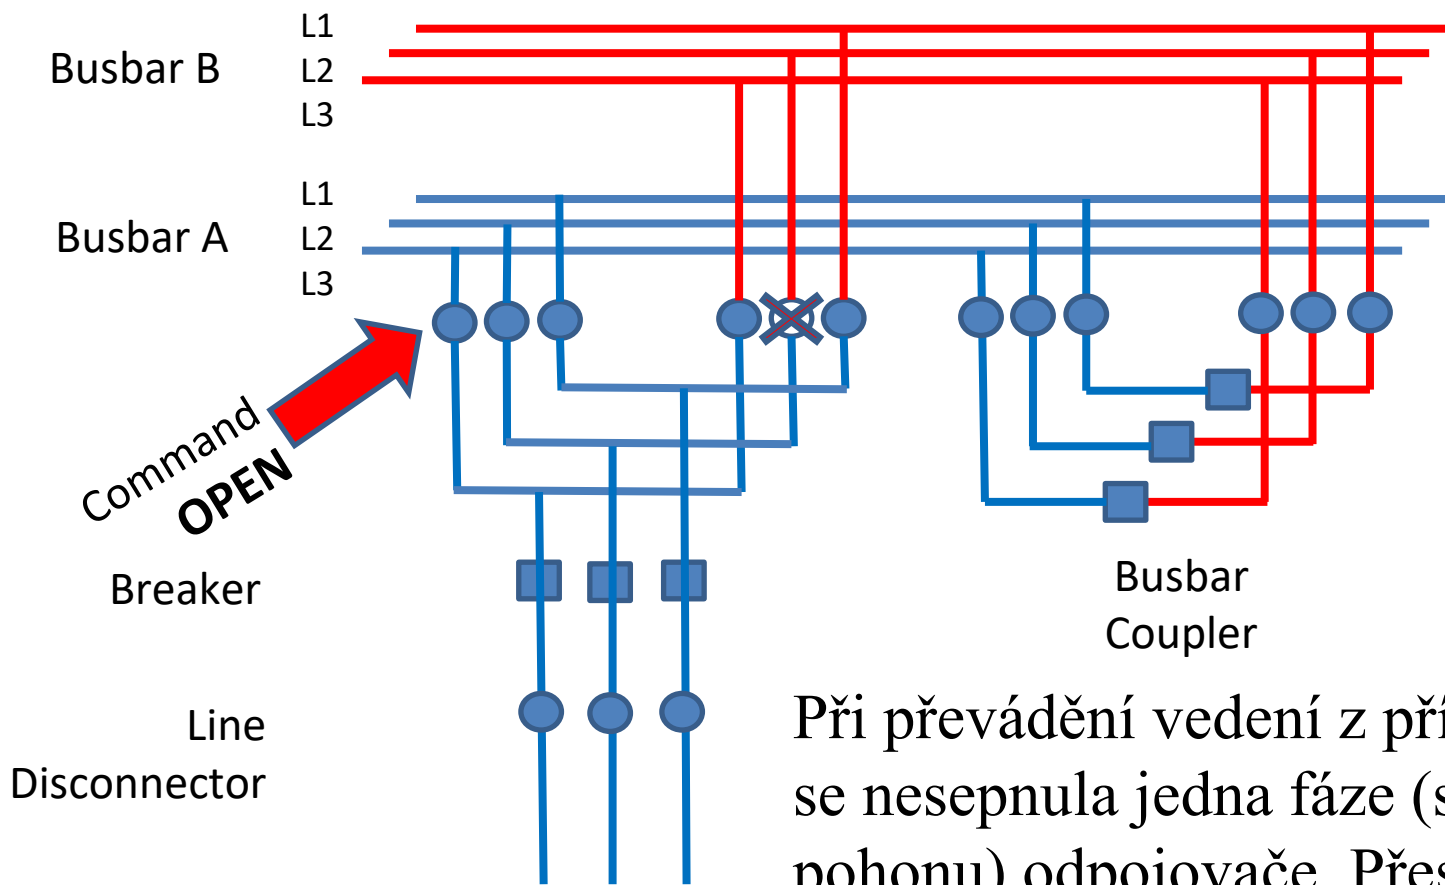 L1
Busbar B
L2
L3
L1
Busbar A
L2
L3
Command
OPEN
Breaker
Busbar
Coupler
Line
Disconnector
Při převádění vedení z
se nesepnula jedna fáze
pohonu) odpojovače. Přes